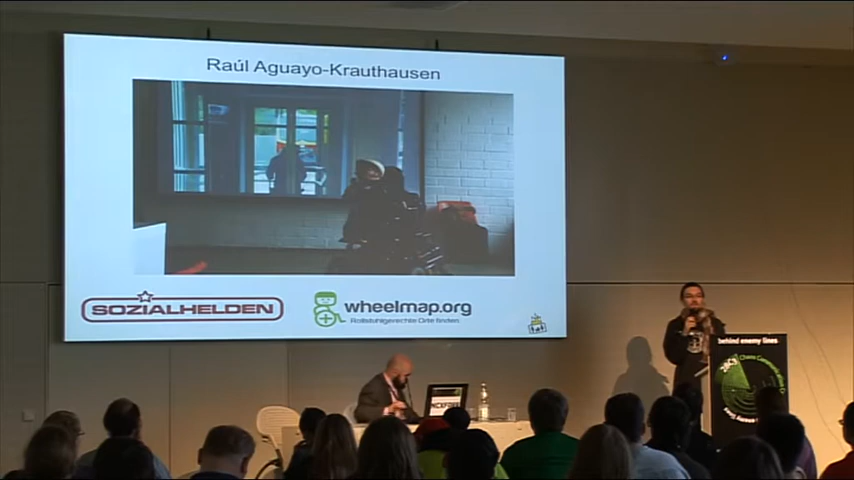 Raúl Aguayo-Krauthausen
SOZIALHELDEN
wheelmap.org
Rollstuhlgerechte Orte finden.
behind enemy lines